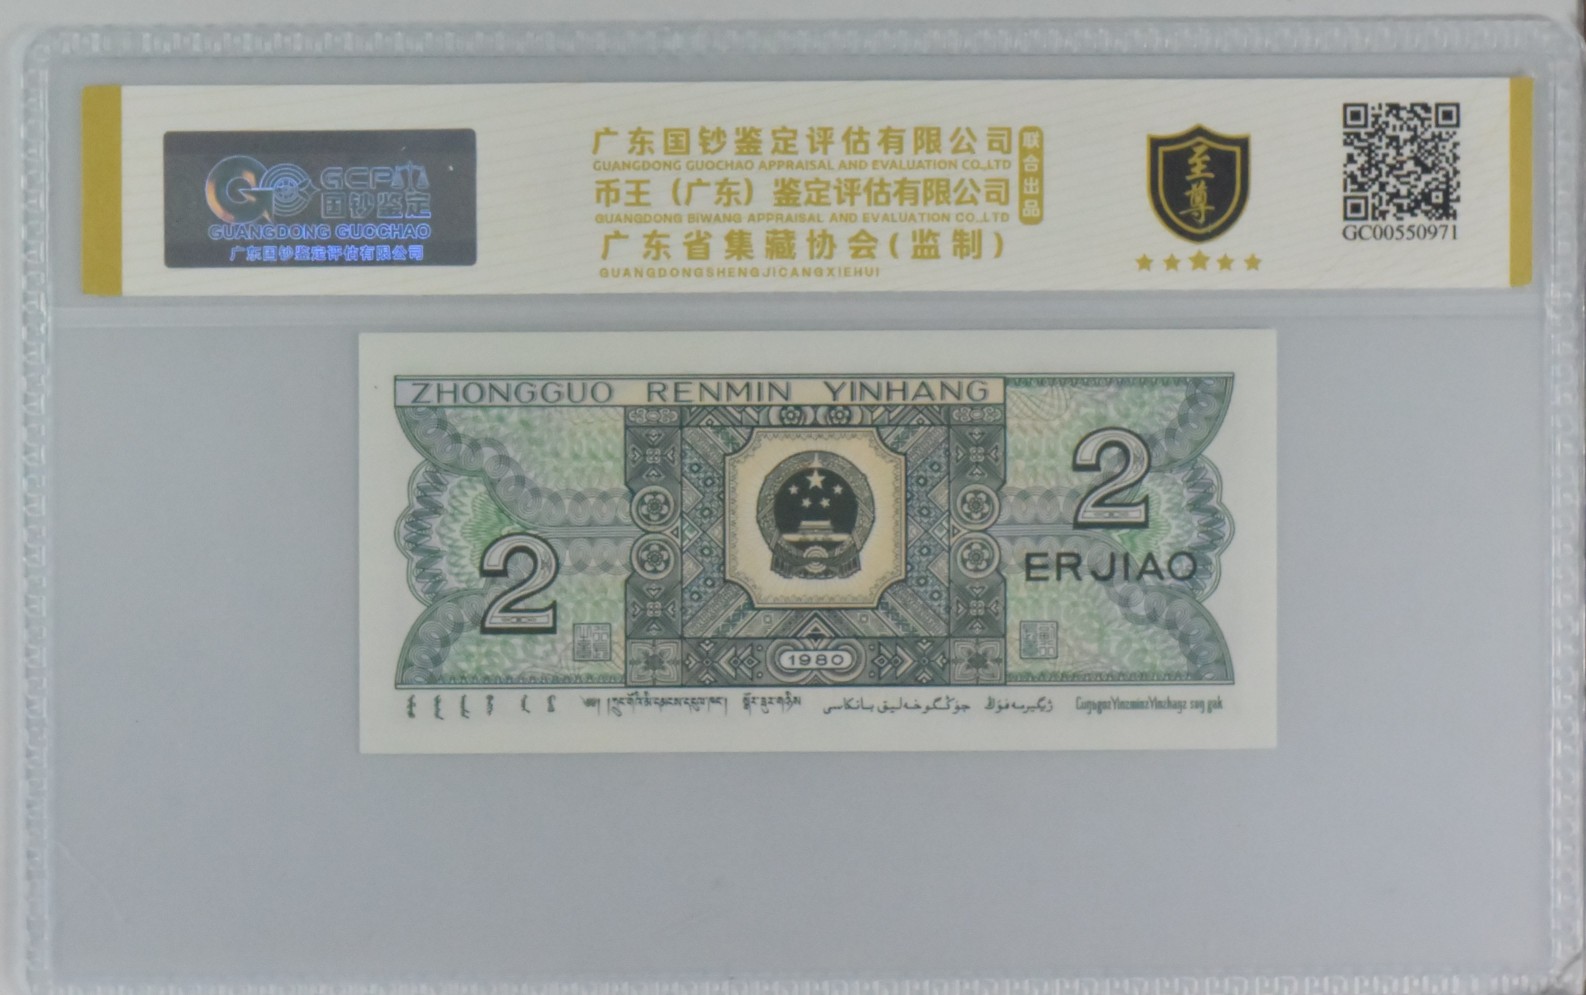 GCP
国钞鉴定
GUANGDONG GUOCHAO
广东国钞鉴定评估有限公司
广东国钞鉴定评估有限公司
GUANGDONG GUOCHAO APPRAISAL AND EVALUATION CO.,LTD
币王（广东）鉴定评估有限公司
GUANGDONG BIWANG APPRAISAL AND EVALUATION CO.,LTD
广东省集藏协会(监制)
GUANGDONGSHENGJICANGXIEHUI
联合出品
至尊
GC00550971
ZHONGGUO RENMIN YINHANG
2
2
ERJIAO
1980
جۇڭگو خەلىق بانكاسى